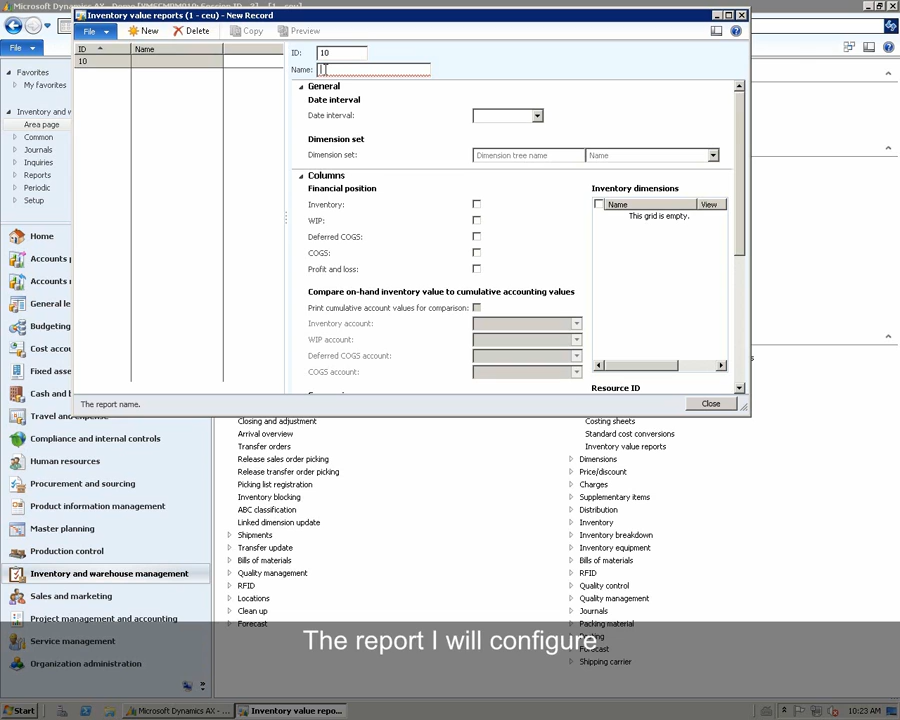 Inventory value reports (1 - ceu) - New Record
File
New
Delete
Copy
Preview
ID
Name
10
ID:
10
Name:
General
Date interval
Date interval:
Dimension set
Dimension set:
Dimension tree name
Name
Columns
Financial position
Inventory:
WIP:
Deferred COGS:
COGS:
Profit and loss:
Inventory dimensions
Name
View
This grid is empty.
Compare on-hand inventory value to cumulative accounting values
Print cumulative account values for comparison:
Inventory account:
WIP account:
Deferred COGS account:
COGS account:
Resource ID
The report name.
Close
File
Favorites
My favorites
Inventory and w
Area page
Common
Journals
Inquiries
Reports
Periodic
Setup
Home
Accounts
Accounts
General le
Budgeting
Cost accou
Fixed asse
Cash and b
Travel and expense
Compliance and internal controls
Human resources
Procurement and sourcing
Product information management
Master planning
Production control
Inventory and warehouse management
Sales and marketing
Project management and accounting
Service management
Organization administration
Closing and adjustment
Arrival overview
Transfer orders
Release sales order picking
Release transfer order picking
Picking list registration
Inventory blocking
ABC classification
Linked dimension update
Shipments
Transfer update
Bills of materials
Quality management
RFID
Locations
Clean up
Forecast
Costing sheets
Standard cost conversions
Inventory value reports
Dimensions
Price/discount
Charges
Supplementary items
Distribution
Inventory
Inventory breakdown
Inventory equipment
Bills of materials
RFID
Quality control
Quality management
Journals
Packing material
Forecast
Shipping carrier
The report I will configure
Start
Microsoft Dynamics AX - ...
Inventory value repo...
10:23 AM